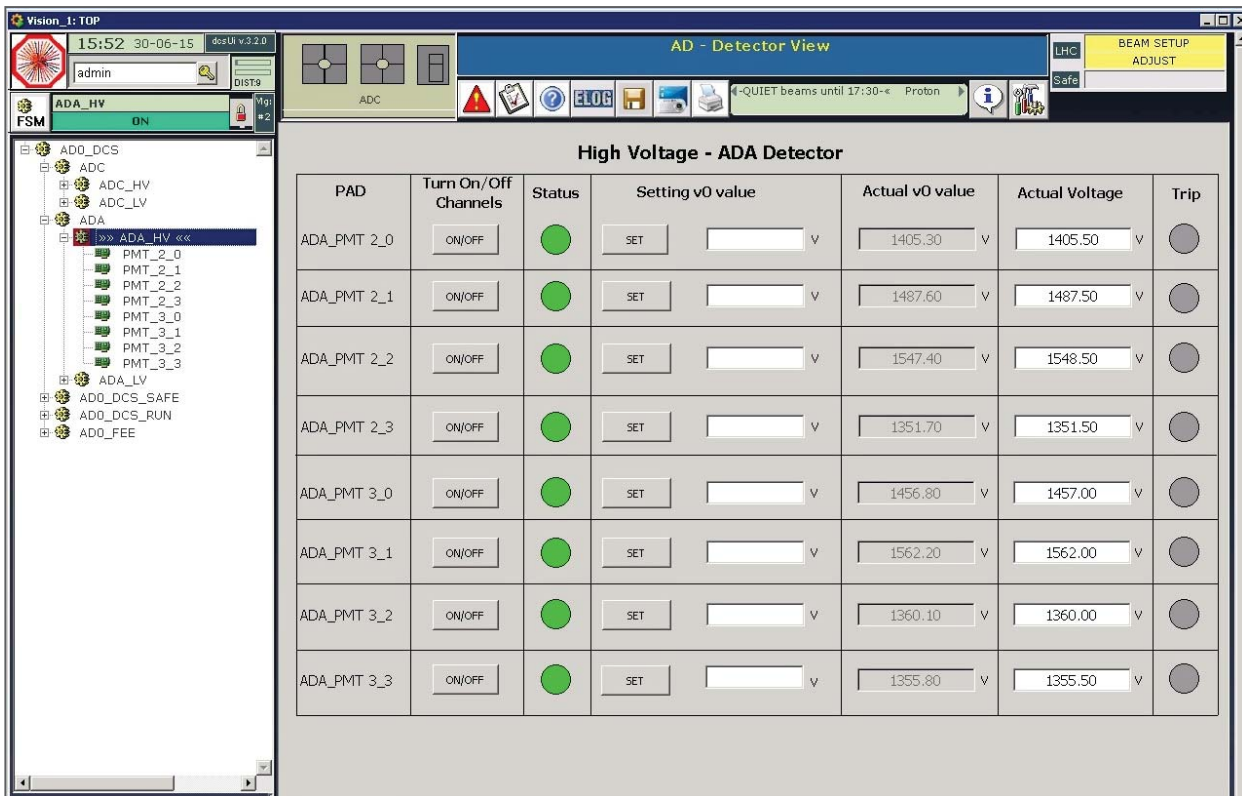 Vision_1: TOP
15:52 30-06-15 dcsUi v.3.2.0
admin
DIST:9
FSM
ADA_HV
ON
#2
ADC
AD - Detector View
ELOG
-QUIET beams until 17:30-« Proton
LHC
Safe
BEAM SETUP
ADJUST
AD0_DCS
ADC
ADC_HV
ADC_LV
ADA
»» ADA_HV ««
PMT_2_0
PMT_2_1
PMT_2_2
PMT_2_3
PMT_3_0
PMT_3_1
PMT_3_2
PMT_3_3
ADA_LV
AD0_DCS_SAFE
AD0_DCS_RUN
AD0_FEE
High Voltage - ADA Detector
PAD Turn On/Off Channels Status Setting v0 value Actual v0 value Actual Voltage Trip
ADA_PMT 2_0 ON/OFF SET V 1405.30 V 1405.50 V
ADA_PMT 2_1 ON/OFF SET V 1487.60 V 1487.50 V
ADA_PMT 2_2 ON/OFF SET V 1547.40 V 1548.50 V
ADA_PMT 2_3 ON/OFF SET V 1351.70 V 1351.50 V
ADA_PMT 3_0 ON/OFF SET V 1456.80 V 1457.00 V
ADA_PMT 3_1 ON/OFF SET V 1562.20 V 1562.00 V
ADA_PMT 3_2 ON/OFF SET V 1360.10 V 1360.00 V
ADA_PMT 3_3 ON/OFF SET V 1355.80 V 1355.50 V